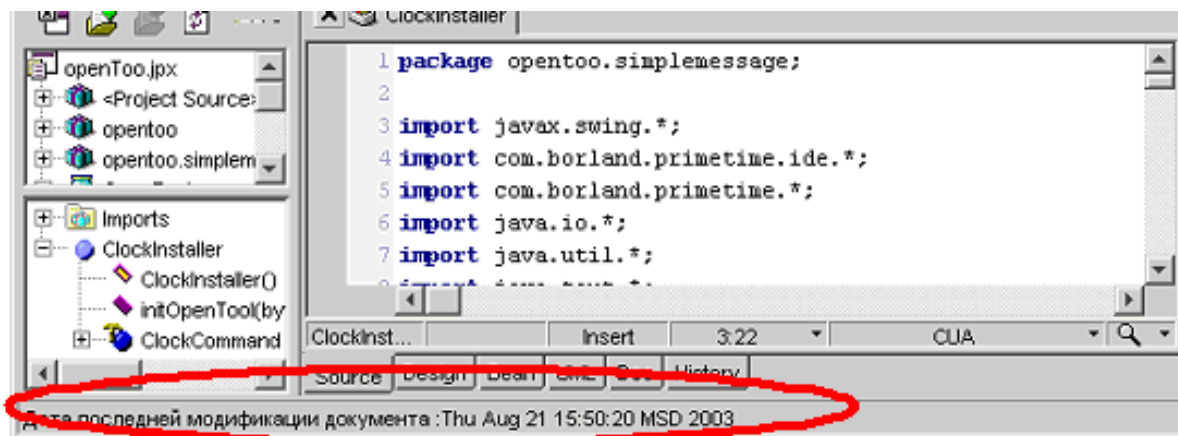 ClockInstaller
openToo.jpx
<Project Source>
opentoo
opentoo.simplem
Imports
ClockInstaller
ClockInstaller()
initOpenTool(by
ClockCommand
1 package opentoo.simplemessage;
2
3 import javax.swing.*;
4 import com.borland.primetime.ide.*;
5 import com.borland.primetime.*;
6 import java.io.*;
7 import java.util.*;
ClockInst... Insert 3:22 CUA
Source Design Bean UML Doc History
Дата последней модификации документа :Thu Aug 21 15:50:20 MSD 2003